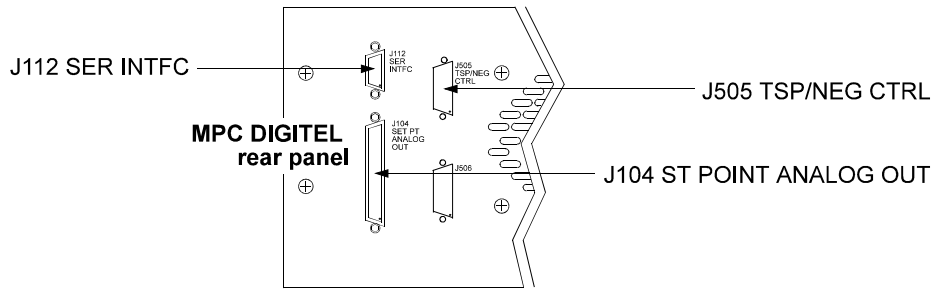 J112 SER INTFC
J112
SER
INTFC
J505
TSP/NEG
CTRL
J505 TSP/NEG CTRL
MPC DIGITEL
rear panel
J104
SET PT
ANALOG
OUT
J506
J104 ST POINT ANALOG OUT